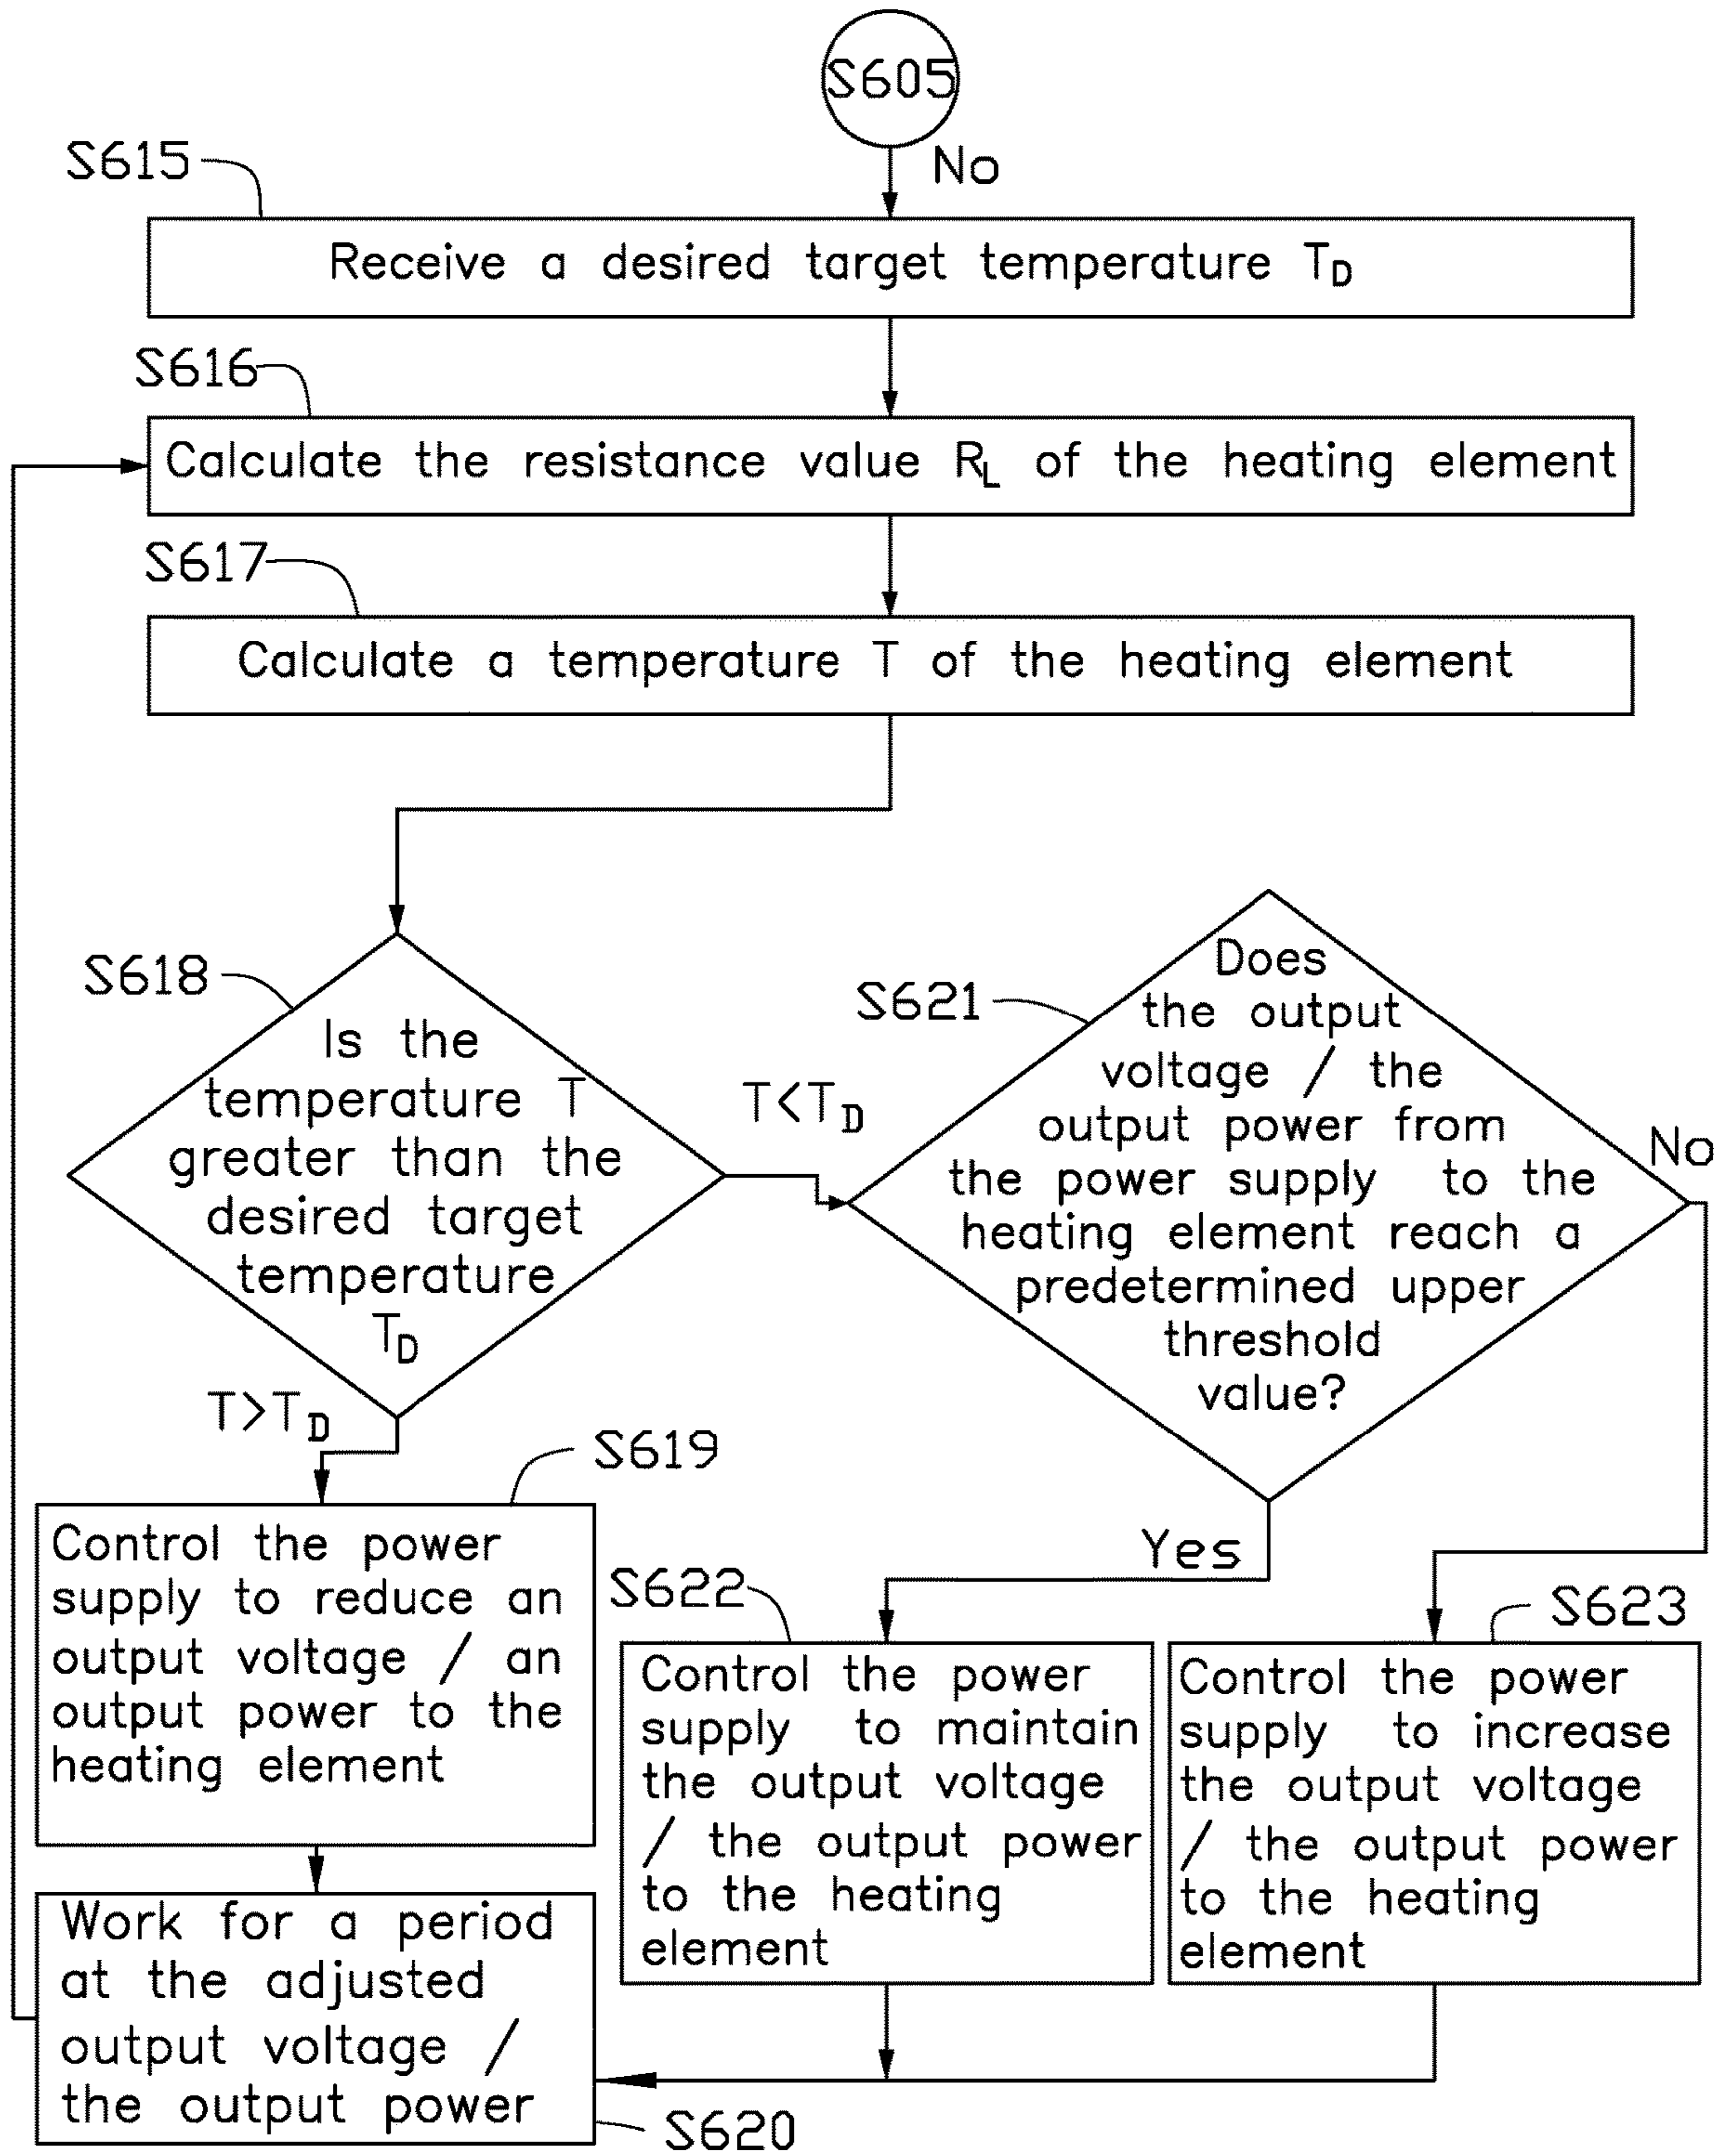 S605
No
S615
Receive a desired target temperature TD
S616
Calculate the resistance value RL of the heating element
S617
Calculate a temperature T of the heating element
S618
Is the
temperature T
greater than the
desired target
temperature
TD
T<TD
T>TD
S621
Does
the output
voltage / the
output power from
the power supply to the
heating element reach a
predetermined upper
threshold
value?
No
Yes
S619
Control the power
supply to reduce an
output voltage / an
output power to the
heating element
S622
Control the power
supply to maintain
the output voltage
/ the output power
to the heating
element
S623
Control the power
supply to increase
the output voltage
/ the output power
to the heating
element
Work for a period
at the adjusted
output voltage /
the output power
S620